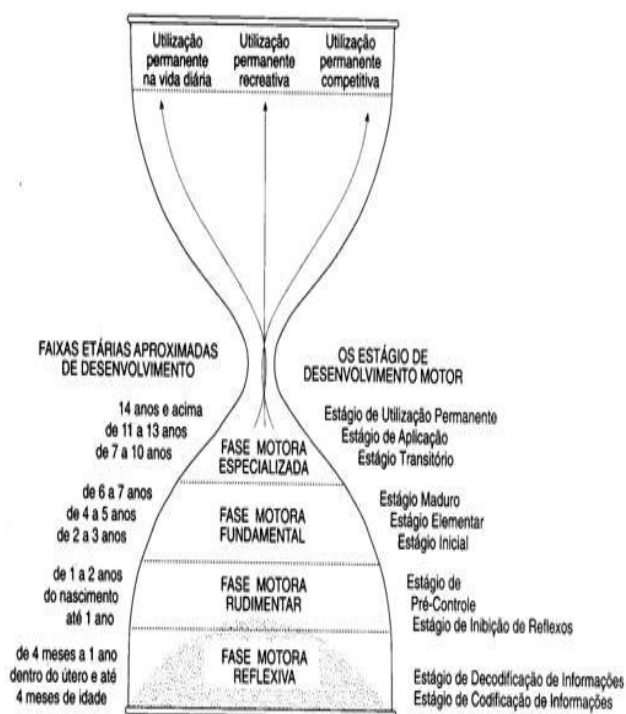 Utilização permanente na vida diária
Utilização permanente recreativa
Utilização permanente competitiva
FAIXAS ETÁRIAS APROXIMADAS
DE DESENVOLVIMENTO
OS ESTÁGIO DE
DESENVOLVIMENTO MOTOR
14 anos e acima
de 11 a 13 anos
de 7 a 10 anos
FASE MOTORA
ESPECIALIZADA
Estágio de Utilização Permanente
Estágio de Aplicação
Estágio Transitório
de 6 a 7 anos
de 4 a 5 anos
de 2 a 3 anos
FASE MOTORA
FUNDAMENTAL
Estágio Maduro
Estágio Elementar
Estágio Inicial
de 1 a 2 anos
do nascimento
até 1 ano
FASE MOTORA
RUDIMENTAR
Estágio de
Pré-Controle
Estágio de Inibição de Reflexos
de 4 meses a 1 ano
dentro do útero e até
4 meses de idade
FASE MOTORA
REFLEXIVA
Estágio de Decodificação de Informações
Estágio de Codificação de Informações